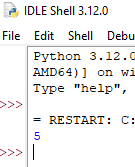 IDLE Shell 3.12.0
File Edit Shell Debu
Python 3.12.0
AMD64)] on wi
Type "help",
>>>
= RESTART: C:
5
>>>